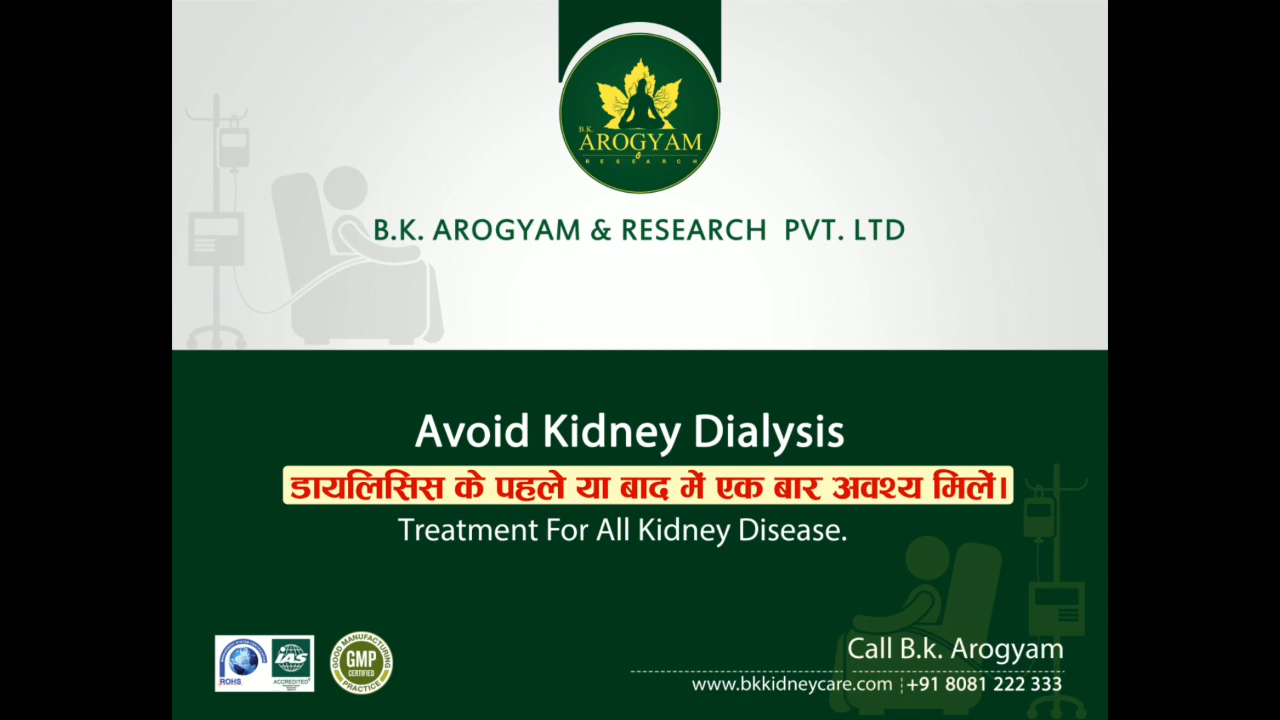 B.K.
AROGYAM
&
RESEARCH
B.K. AROGYAM & RESEARCH PVT. LTD
Avoid Kidney Dialysis
डायलिसिस के पहले या बाद में एक बार अवश्य मिलें।
Treatment For All Kidney Disease.
ROHS
IAS
ACCREDITED
GOOD MANUFACTURING
GMP
CERTIFIED
PRACTICE
Call B.k. Arogyam
www.bkkidneycare.com +91 8081 222 333